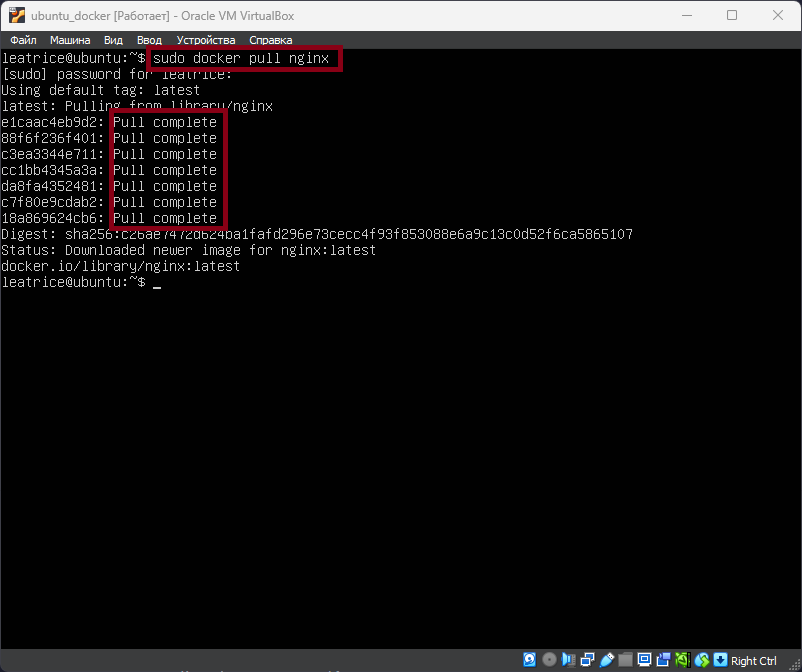 ubuntu_docker [Работает] - Oracle VM VirtualBox
Файл Машина Вид Ввод Устройства Справка
leatrice@ubuntu:~$ sudo docker pull nginx
[sudo] password for leatrice:
Using default tag: latest
latest: Pulling from library/nginx
e1caac4eb9d2: Pull complete
88f6f236f401: Pull complete
c3ea3344e711: Pull complete
cc1bb4345a3a: Pull complete
da8fa4352481: Pull complete
c7f80e9cdab2: Pull complete
18a869624cb6: Pull complete
Digest: sha256:c26ae7472d624ba1fafd296e73cecc4f93f853088e6a9c13c0d52f6ca5865107
Status: Downloaded newer image for nginx:latest
docker.io/library/nginx:latest
leatrice@ubuntu:~$ _
Right Ctrl